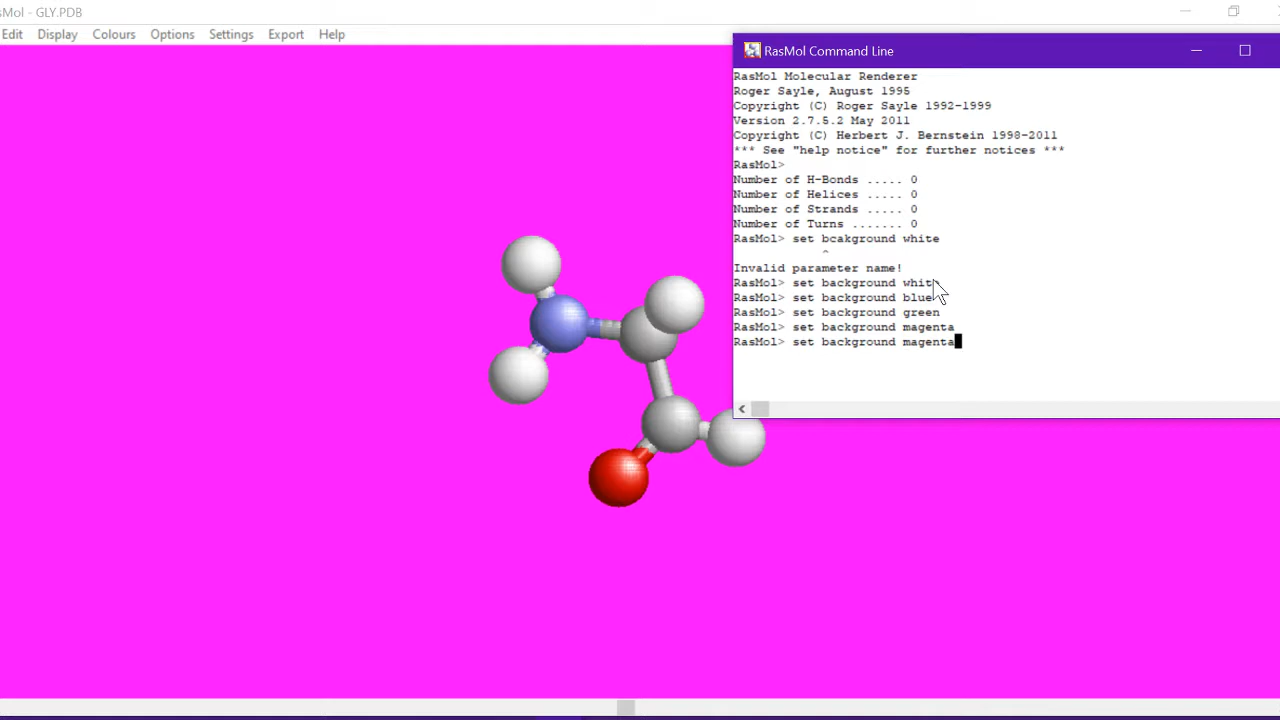 sMol - GLY.PDB
Edit Display Colours Options Settings Export Help
RasMol Command Line
RasMol Molecular Renderer
Roger Sayle, August 1995
Copyright (C) Roger Sayle 1992-1999
Version 2.7.5.2 May 2011
Copyright (C) Herbert J. Bernstein 1998-2011
*** See "help notice" for further notices ***
RasMol>
Number of H-Bonds ..... 0
Number of Helices ..... 0
Number of Strands ..... 0
Number of Turns ....... 0
RasMol> set bcakground white
^
Invalid parameter name!
RasMol> set background white
RasMol> set background blue
RasMol> set background green
RasMol> set background magenta
RasMol> set background magenta